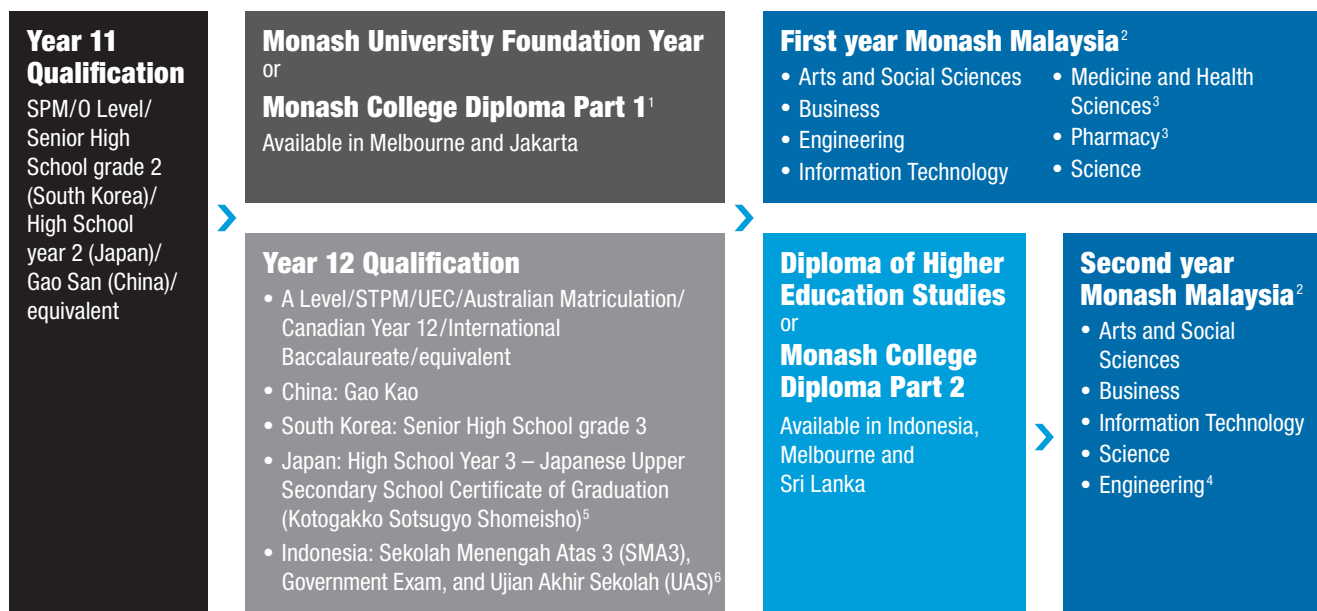 Year 11
Qualification
SPM/O Level/
Senior High
School grade 2
(South Korea)/
High School
year 2 (Japan)/
Gao San (China)/
equivalent
Monash University Foundation Year
or
Monash College Diploma Part 1¹
Available in Melbourne and Jakarta
Year 12 Qualification
• A Level/STPM/UEC/Australian Matriculation/
Canadian Year 12/International
Baccalaureate/equivalent
• China: Gao Kao
• South Korea: Senior High School grade 3
• Japan: High School Year 3 – Japanese Upper
Secondary School Certificate of Graduation
(Kotogakko Sotsugyo Shomeisho)⁵
• Indonesia: Sekolah Menengah Atas 3 (SMA3),
Government Exam, and Ujian Akhir Sekolah (UAS)⁶
First year Monash Malaysia²
• Arts and Social Sciences
• Business
• Engineering
• Information Technology
• Medicine and Health
Sciences³
• Pharmacy³
• Science
Diploma of Higher
Education Studies
or
Monash College
Diploma Part 2
Available in Indonesia,
Melbourne and
Sri Lanka
Second year
Monash Malaysia²
• Arts and Social
Sciences
• Business
• Information Technology
• Science
• Engineering⁴